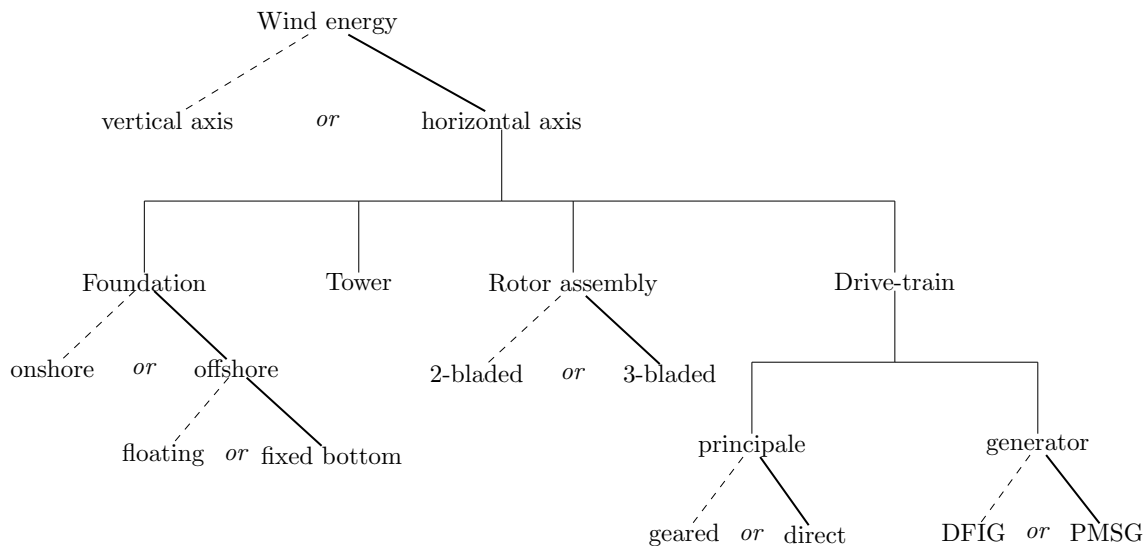 Wind energy
vertical axis or horizontal axis
Foundation Tower Rotor assembly Drive-train
onshore or offshore 2-bladed or 3-bladed
floating or fixed bottom principale generator
geared or direct DFIG or PMSG